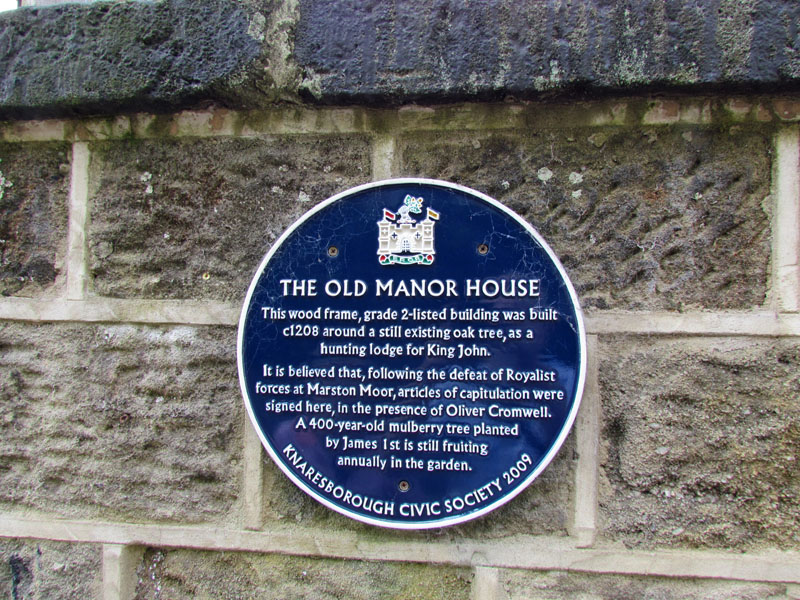 THE OLD MANOR HOUSE
This wood frame, grade 2-listed building was built
c1208 around a still existing oak tree, as a
hunting lodge for King John.
It is believed that, following the defeat of Royalist
forces at Marston Moor, articles of capitulation were
signed here, in the presence of Oliver Cromwell.
A 400-year-old mulberry tree planted
by James 1st is still fruiting
annually in the garden.
KNARESBOROUGH CIVIC SOCIETY 2009